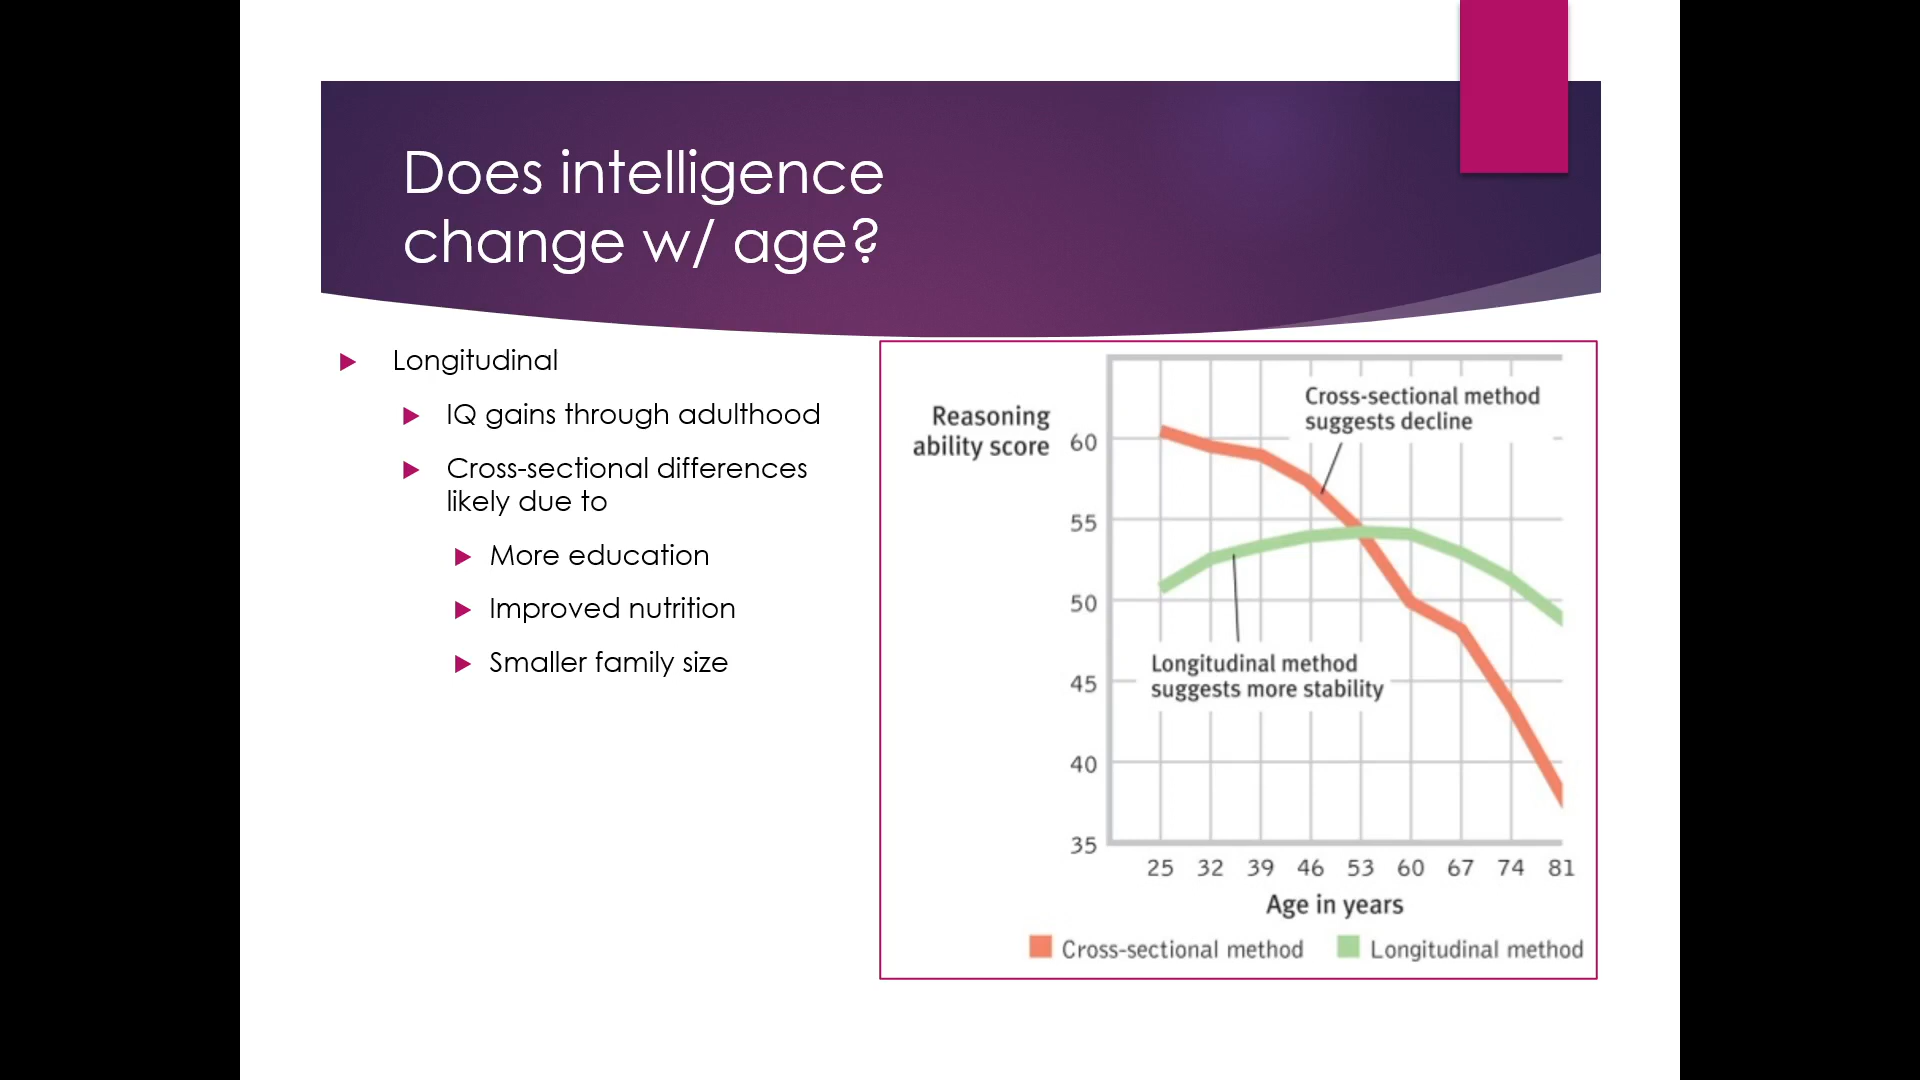 Does intelligence
change w/ age?
Longitudinal
IQ gains through adulthood
Cross-sectional differences
likely due to
More education
Improved nutrition
Smaller family size
Reasoning
ability score
60
55
50
45
40
35
Cross-sectional method
suggests decline
Longitudinal method
suggests more stability
25 32 39 46 53 60 67 74 81
Age in years
Cross-sectional method Longitudinal method